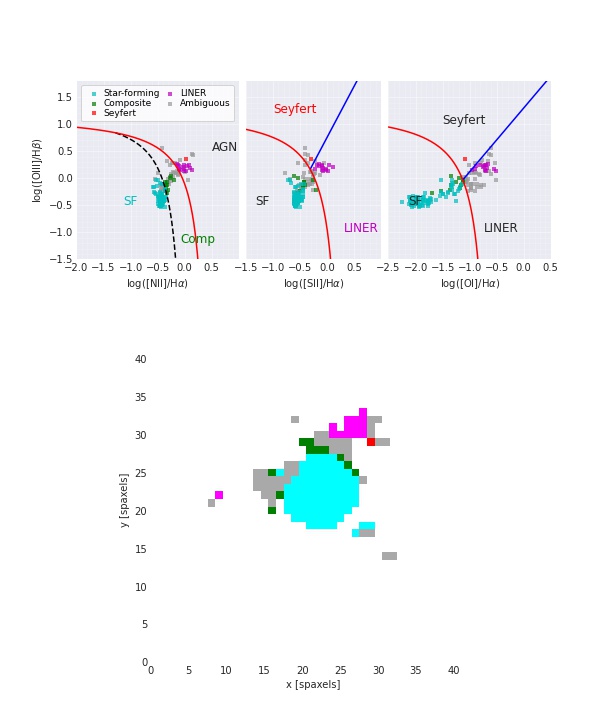 Star-forming
Composite
Seyfert
LINER
Ambiguous
AGN
SF
Comp
1.5
1.0
0.5
0.0
−0.5
−1.0
−1.5
log([OIII]/Hβ)
−2.0 −1.5 −1.0 −0.5 0.0 0.5
log([NII]/Hα)
Seyfert
SF
LINER
−1.5 −1.0 −0.5 0.0 0.5
log([SII]/Hα)
Seyfert
SF
LINER
−2.5 −2.0 −1.5 −1.0 −0.5 0.0 0.5
log([OI]/Hα)
40
35
30
25
20
15
10
5
0
y [spaxels]
0 5 10 15 20 25 30 35 40
x [spaxels]